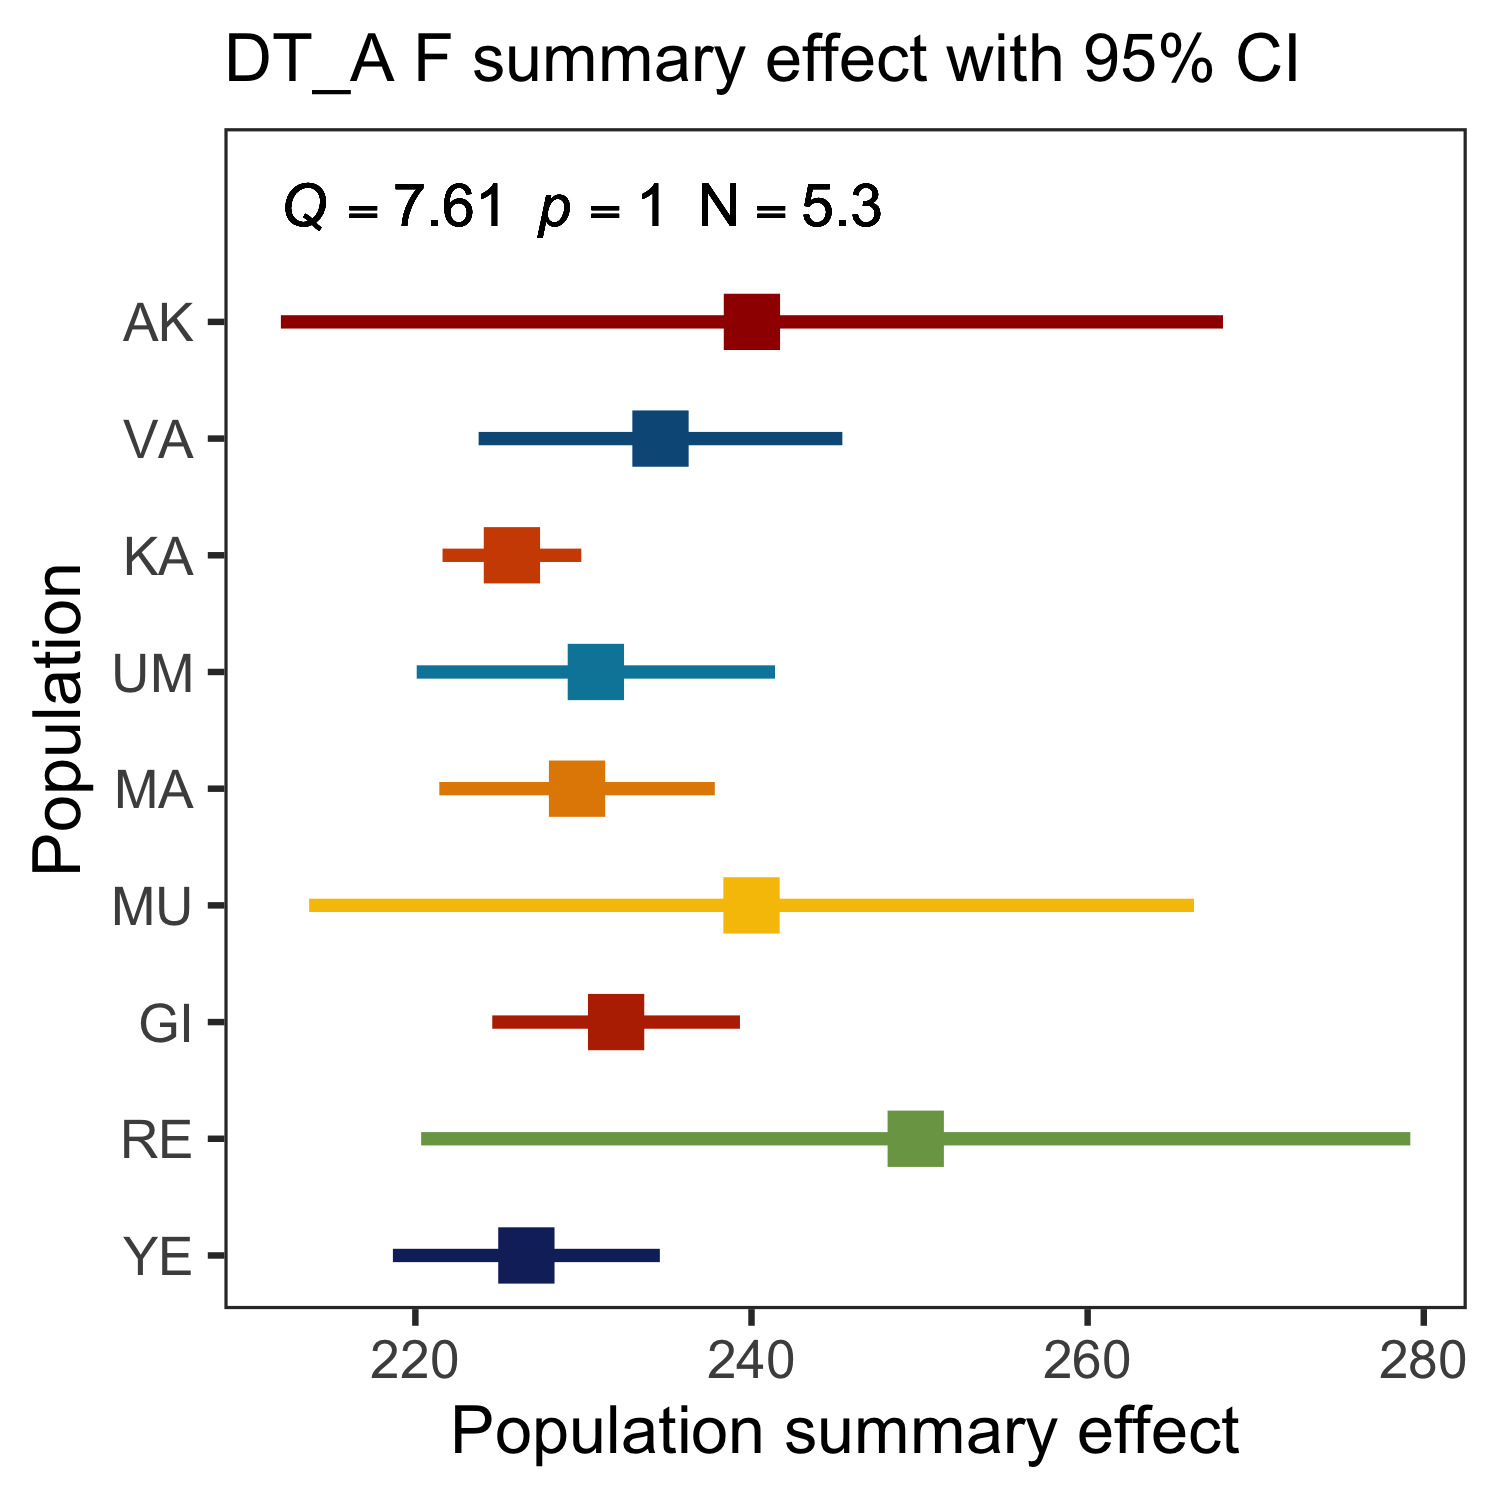 DT_A F summary effect with 95% CI
Q = 7.61 p = 1 N = 5.3
AK
VA
KA
UM
MA
MU
GI
RE
YE
Population
220 240 260 280
Population summary effect